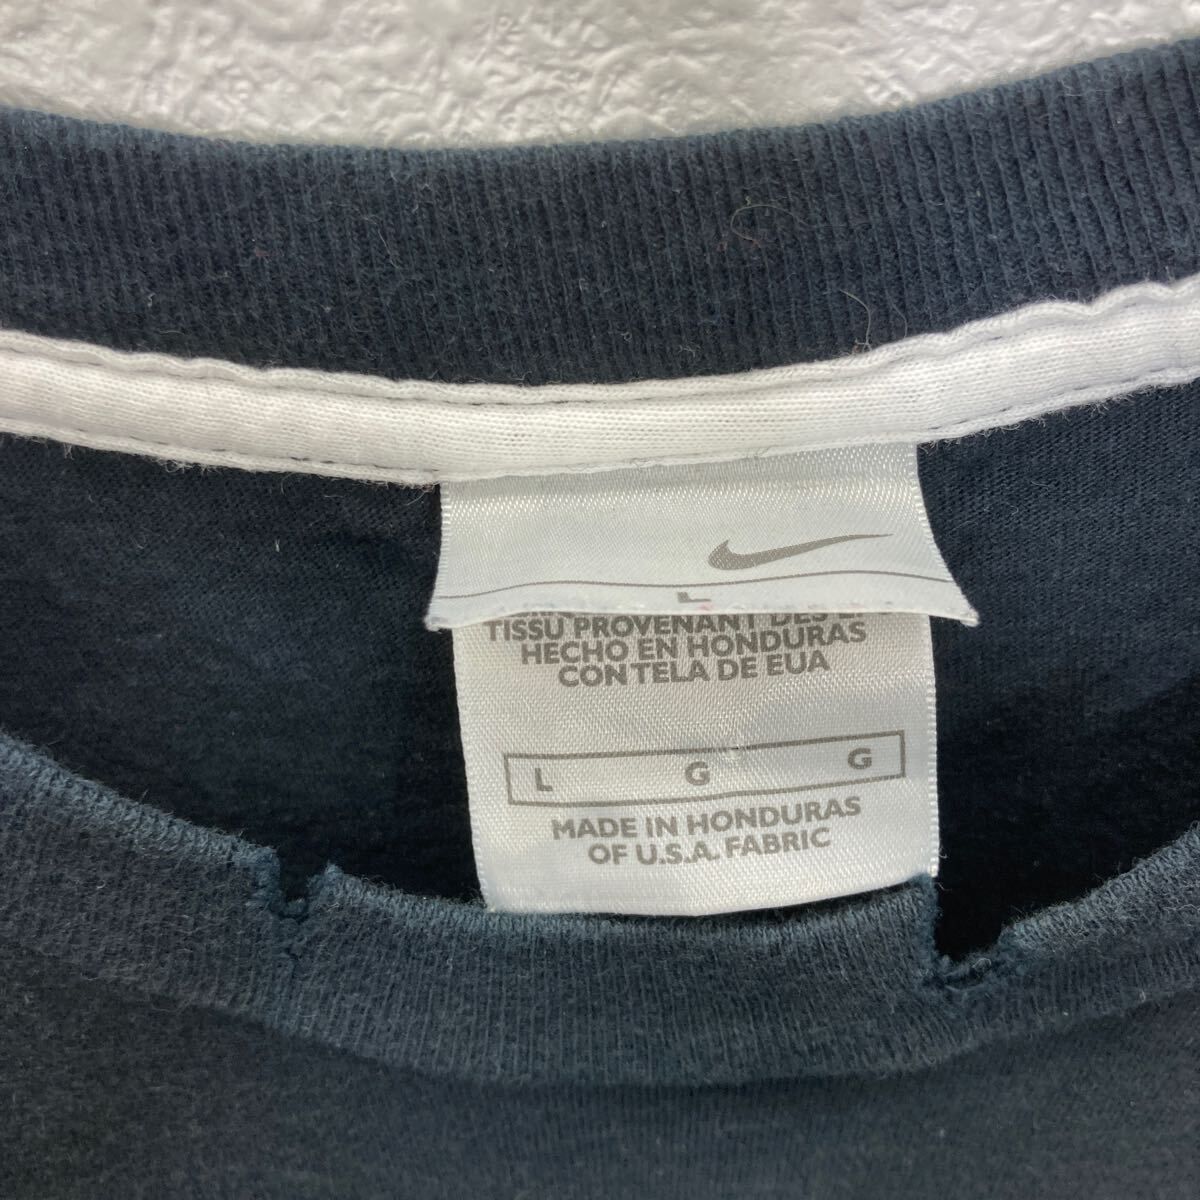 L
TISSU PROVENANT DES
HECHO EN HONDURAS
CON TELA DE EUA
L G G
MADE IN HONDURAS
OF U.S.A. FABRIC